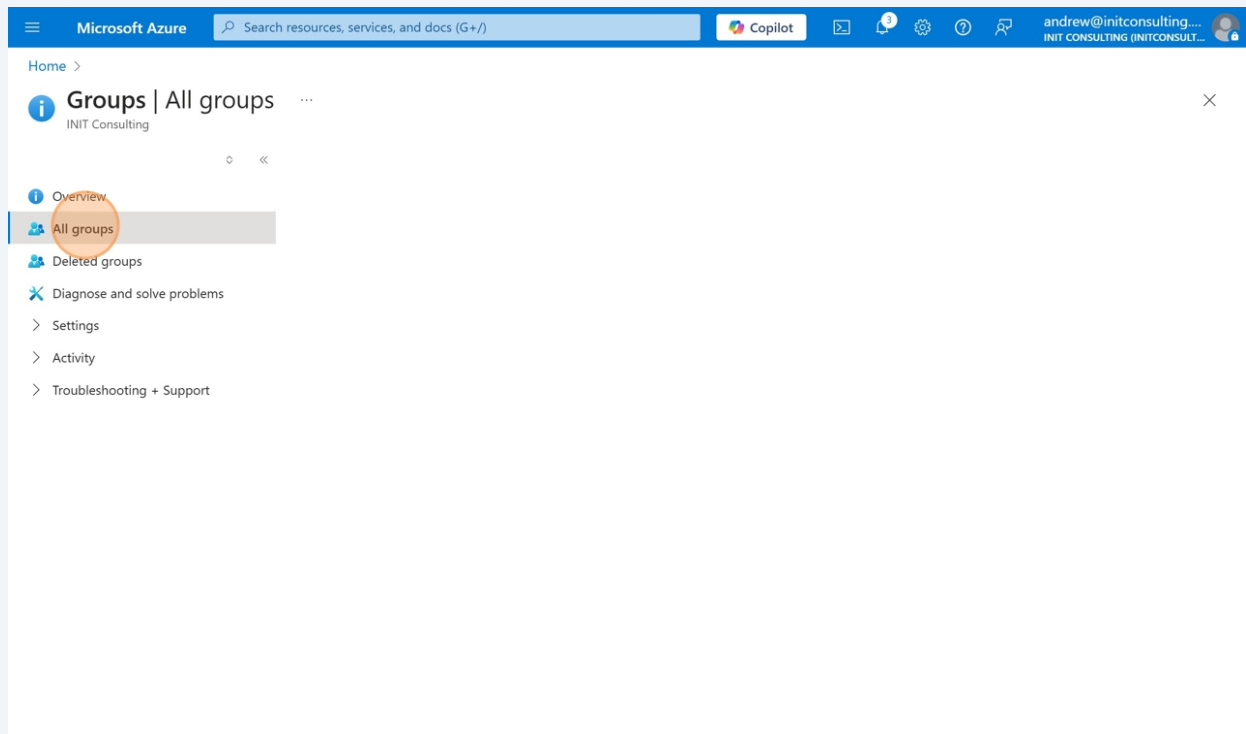 Microsoft Azure
Search resources, services, and docs (G+/)
Copilot
3
andrew@initconsulting....
INIT CONSULTING (INITCONSULT...
Home >
Groups | All groups ...
INIT Consulting
Overview
All groups
Deleted groups
Diagnose and solve problems
Settings
Activity
Troubleshooting + Support